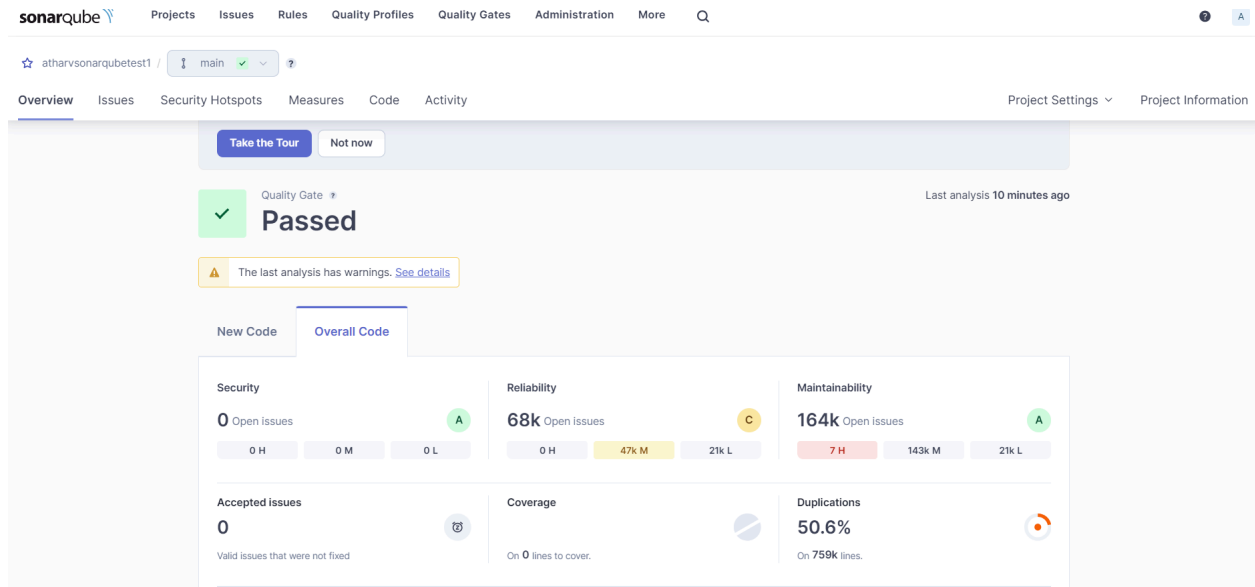 sonarqube Projects Issues Rules Quality Profiles Quality Gates Administration More ? A
atharvsonarqubetest1 / main ?
Overview Issues Security Hotspots Measures Code Activity Project Settings Project Information
Take the Tour Not now
Quality Gate ? Last analysis 10 minutes ago
Passed
The last analysis has warnings. See details
New Code Overall Code
Security Reliability Maintainability
0 Open issues A 68k Open issues C 164k Open issues A
0 H 0 M 0 L 0 H 47k M 21k L 7 H 143k M 21k L
Accepted issues Coverage Duplications
0 50.6%
Valid issues that were not fixed On 0 lines to cover. On 759k lines.